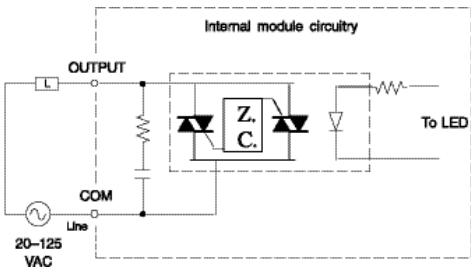 Internal module circuitry
OUTPUT
L
Z.
C.
To LED
COM
Line
20–125
VAC